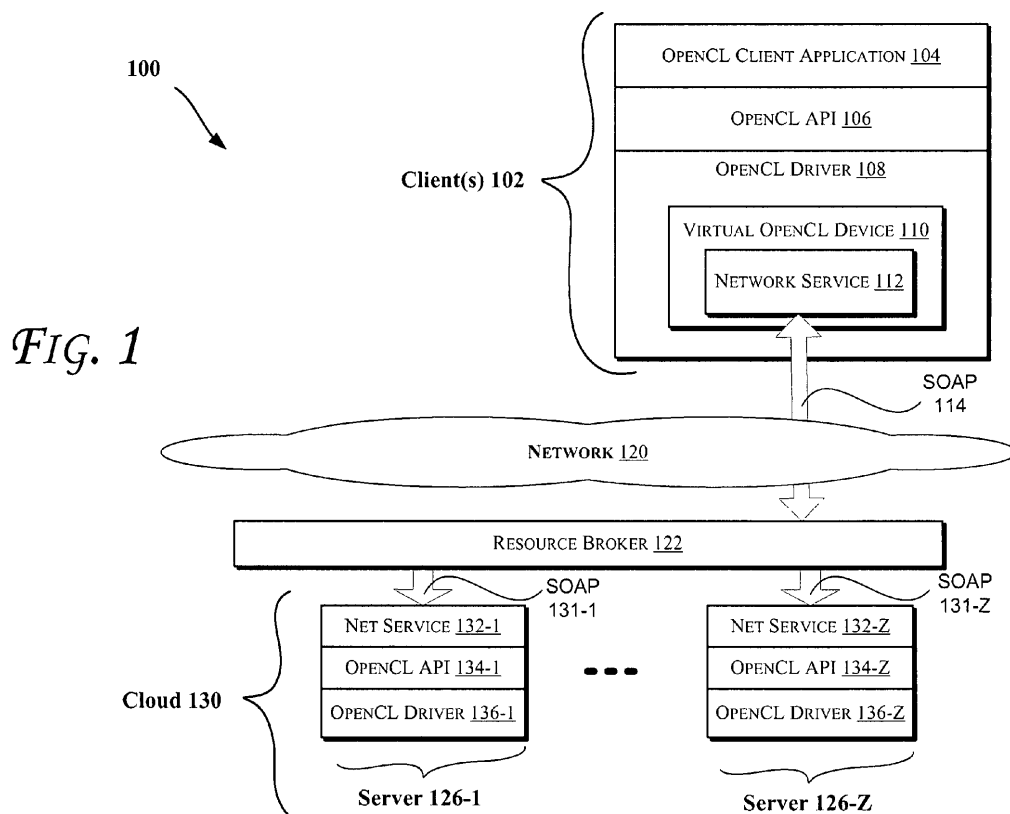 100
OpenCL Client Application 104
OpenCL API 106
OpenCL Driver 108
Client(s) 102
Virtual OpenCL Device 110
Network Service 112
Fig. 1
SOAP
114
Network 120
Resource Broker 122
SOAP
131-1
SOAP
131-Z
Net Service 132-1
Net Service 132-Z
OpenCL API 134-1
OpenCL API 134-Z
Cloud 130
OpenCL Driver 136-1
OpenCL Driver 136-Z
Server 126-1
Server 126-Z